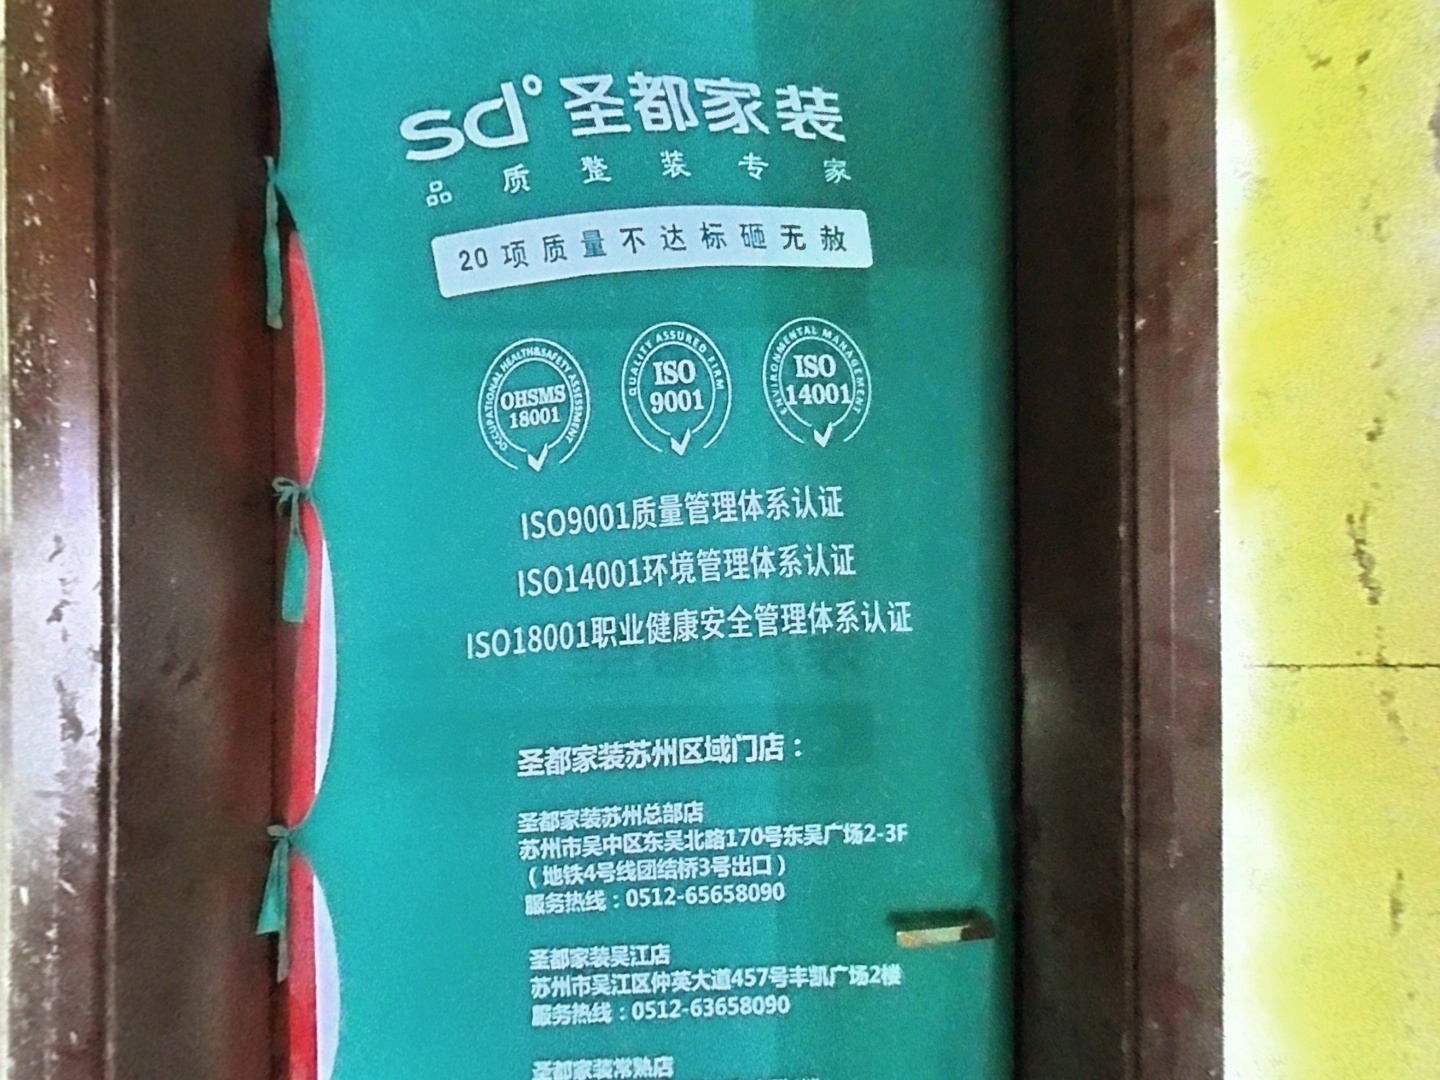 sd°圣都家装
品质整装专家
20项质量不达标砸无赦
OCCUPATIONAL HEALTH&SAFETY ASSESSMENT
OHSMS
18001
QUALITY ASSURED FIRM
ISO
9001
ENVIRONMENTAL MANAGEMENT
ISO
14001
ISO9001质量管理体系认证
ISO14001环境管理体系认证
ISO18001职业健康安全管理体系认证
圣都家装苏州区域门店：
圣都家装苏州总部店
苏州市吴中区东吴北路170号东吴广场2-3F
（地铁4号线团结桥3号出口）
服务热线：0512-65658090
圣都家装吴江店
苏州市吴江区仲英大道457号丰凯广场2楼
服务热线：0512-63658090
圣都家装常熟店